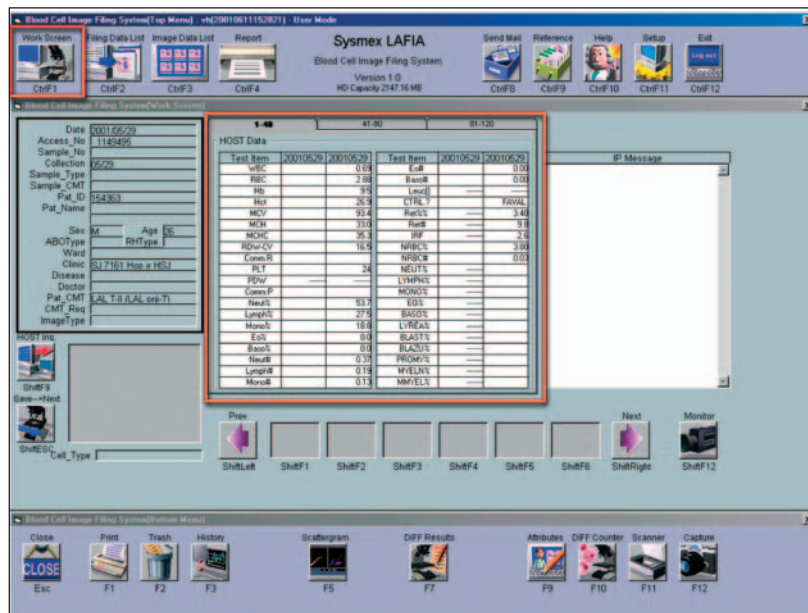 Blood Cell Image Filing System[Top Menu] : vh(20010611152821) - User Mode
Work Screen Filing Data List Image Data List Report Sysmex LAFIA Send Mail Reference Help Setup Exit
Blood Cell Image Filing System
Log out
Version 1.0
CtrlF1 CtrlF2 CtrlF3 CtrlF4 HD Capacity 2147.16 MB CtrlF8 CtrlF9 CtrlF10 CtrlF11 CtrlF12
Blood Cell Image Filing System[Work Screen]
Date 2001/05/29
Access_No 1149495
Sample_No
Collection 05/29
Sample_Type
Sample_CMT
Pat_ID 154363
Pat_Name
Sex M Age 26
ABOType RHType
Ward
Clinic SJ 7161 Hop ir HSJ
Disease
Doctor
Pat_CMT LAL T-II (LAL pré-T)
CMT_Req
ImageType
1-40 41-80 81-120
HOST Data
Test Item 20010529 20010529 Test Item 20010529 20010529
WBC 0.69 Eo# 0.00
RBC 2.88 Baso# 0.00
Hb 9.5 Leuc[]
Hct 26.9 CTRL ? FAVAL
MCV 93.4 Ret%% 3.40
MCH 33.0 Ret# 9.8
MCHC 35.3 IRF 2.6
RDW-CV 16.5 NRBC% 3.80
Comm.R NRBC# 0.03
PLT 24 NEUT%
PDW LYMPH%
Comm.P MONO%
Neut% 53.7 EO%
Lymph% 27.5 BASO%
Mono% 18.8 LYREA%
Eo% 0.0 BLAST%
Baso% 0.0 BLAZU%
Neut# 0.37 PROMY%
Lymph# 0.19 MYELN%
Mono# 0.13 MMYEL%
IP Message
HOST Inq.
ShiftF9
Save-->Next
ShiftESC
Cell_Type
Prev. Next Monitor
ShiftLeft ShiftF1 ShiftF2 ShiftF3 ShiftF4 ShiftF5 ShiftF6 ShiftRight ShiftF12
Blood Cell Image Filing System[Bottom Menu]
Close Print Trash History Scattergram DIFF Results Attributes DIFF Counter Scanner Capture
CLOSE
Esc F1 F2 F3 F5 F7 F9 F10 F11 F12